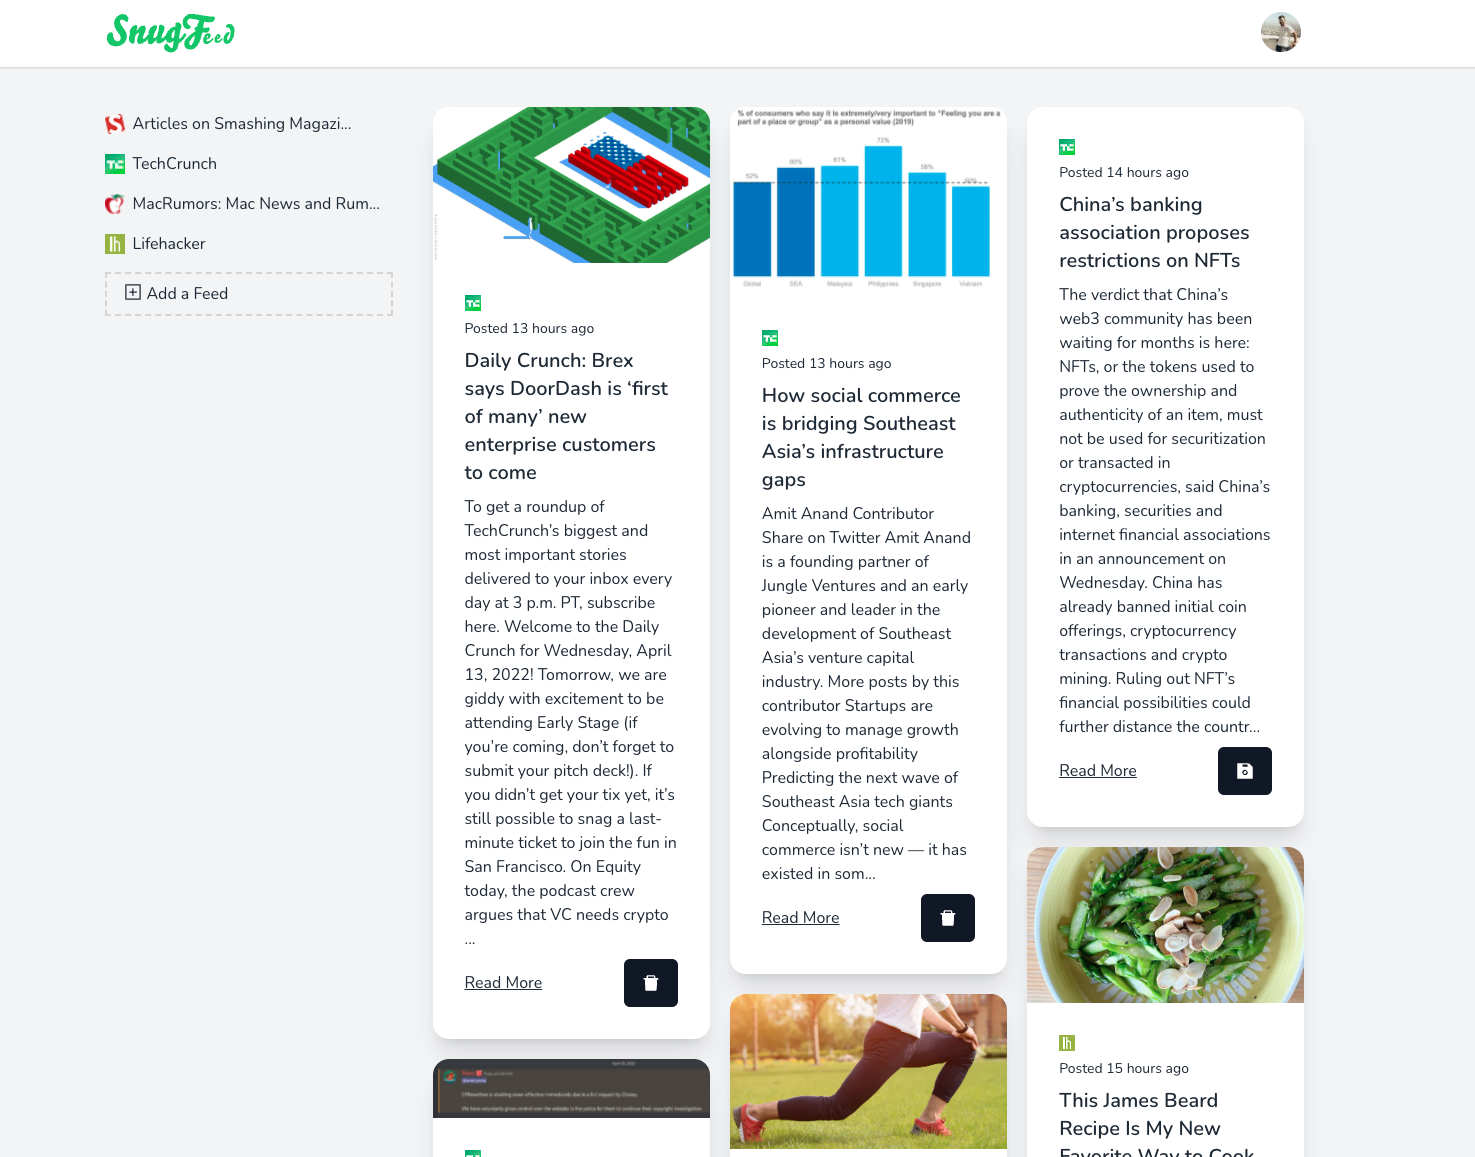 SnugFeed
Articles on Smashing Magazi...
TechCrunch
MacRumors: Mac News and Rum...
Lifehacker
Add a Feed
Posted 13 hours ago
Daily Crunch: Brex
says DoorDash is ‘first
of many’ new
enterprise customers
to come
To get a roundup of
TechCrunch’s biggest and
most important stories
delivered to your inbox every
day at 3 p.m. PT, subscribe
here. Welcome to the Daily
Crunch for Wednesday, April
13, 2022! Tomorrow, we are
giddy with excitement to be
attending Early Stage (if
you’re coming, don’t forget to
submit your pitch deck!). If
you didn’t get your tix yet, it’s
still possible to snag a last-
minute ticket to join the fun in
San Francisco. On Equity
today, the podcast crew
argues that VC needs crypto
...
Read More
% of consumers who say it is extremely/very important to "Feeling you are a
part of a place or group" as a personal value (2019)
52%
60%
61%
72%
58%
50%
Global
SEA
Malaysia
Philippines
Singapore
Vietnam
Posted 13 hours ago
How social commerce
is bridging Southeast
Asia’s infrastructure
gaps
Amit Anand Contributor
Share on Twitter Amit Anand
is a founding partner of
Jungle Ventures and an early
pioneer and leader in the
development of Southeast
Asia’s venture capital
industry. More posts by this
contributor Startups are
evolving to manage growth
alongside profitability
Predicting the next wave of
Southeast Asia tech giants
Conceptually, social
commerce isn’t new — it has
existed in som...
Read More
Posted 14 hours ago
China’s banking
association proposes
restrictions on NFTs
The verdict that China’s
web3 community has been
waiting for months is here:
NFTs, or the tokens used to
prove the ownership and
authenticity of an item, must
not be used for securitization
or transacted in
cryptocurrencies, said China’s
banking, securities and
internet financial associations
in an announcement on
Wednesday. China has
already banned initial coin
offerings, cryptocurrency
transactions and crypto
mining. Ruling out NFT’s
financial possibilities could
further distance the countr...
Read More
Posted 15 hours ago
This James Beard
Recipe Is My New
Favorite Way to Cook